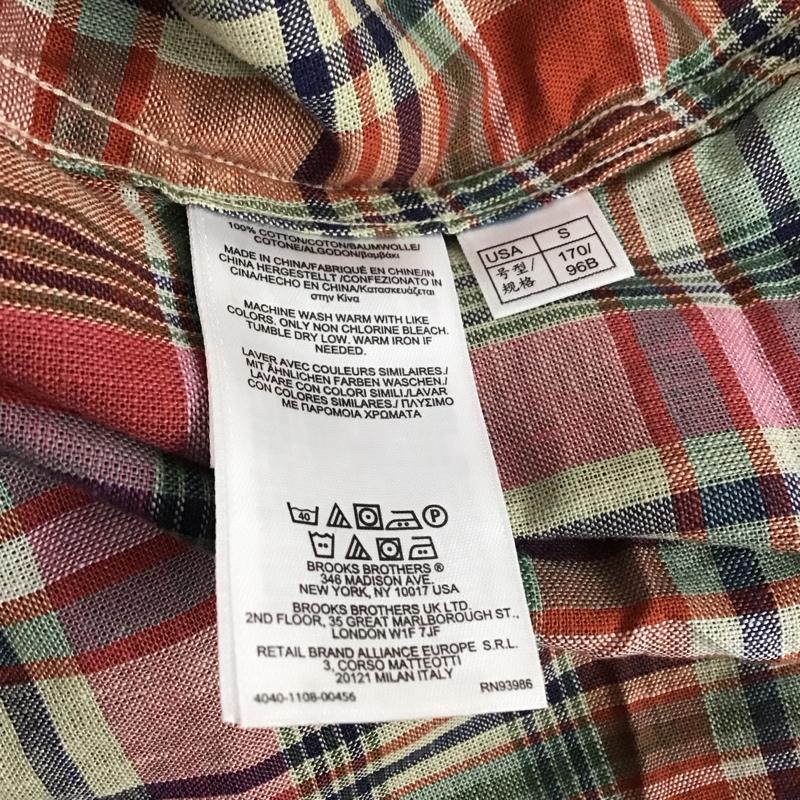 100% COTTON/COTON/BAUMWOLLE/
COTONE/ALGODON/βαμβάκι
MADE IN CHINA/FABRIQUÉ EN CHINE/IN
CHINA HERGESTELLT /CONFEZIONATO IN
CINA/HECHO EN CHINA/Κατασκευάζεται
στην Κίνα
MACHINE WASH WARM WITH LIKE
COLORS, ONLY NON CHLORINE BLEACH.
TUMBLE DRY LOW. WARM IRON IF
NEEDED.
LAVER AVEC COULEURS SIMILAIRES./
MIT ÄHNLICHEN FARBEN WASCHEN./
LAVARE CON COLORI SIMILI./LAVAR
CON COLORES SIMILARES./ ΠΛΥΣΙΜΟ
ΜΕ ΠΑΡΟΜΟΙΑ ΧΡΩΜΑΤΑ
40 P
BROOKS BROTHERS ®
346 MADISON AVE.
NEW YORK, NY 10017 USA
BROOKS BROTHERS UK LTD.
2ND FLOOR, 35 GREAT MARLBOROUGH ST.,
LONDON W1F 7JF
RETAIL BRAND ALLIANCE EUROPE S.R.L.
3, CORSO MATTEOTTI
20121 MILAN ITALY
4040-1108-00456 RN93986
USA S
号型/ 170/
规格 96B